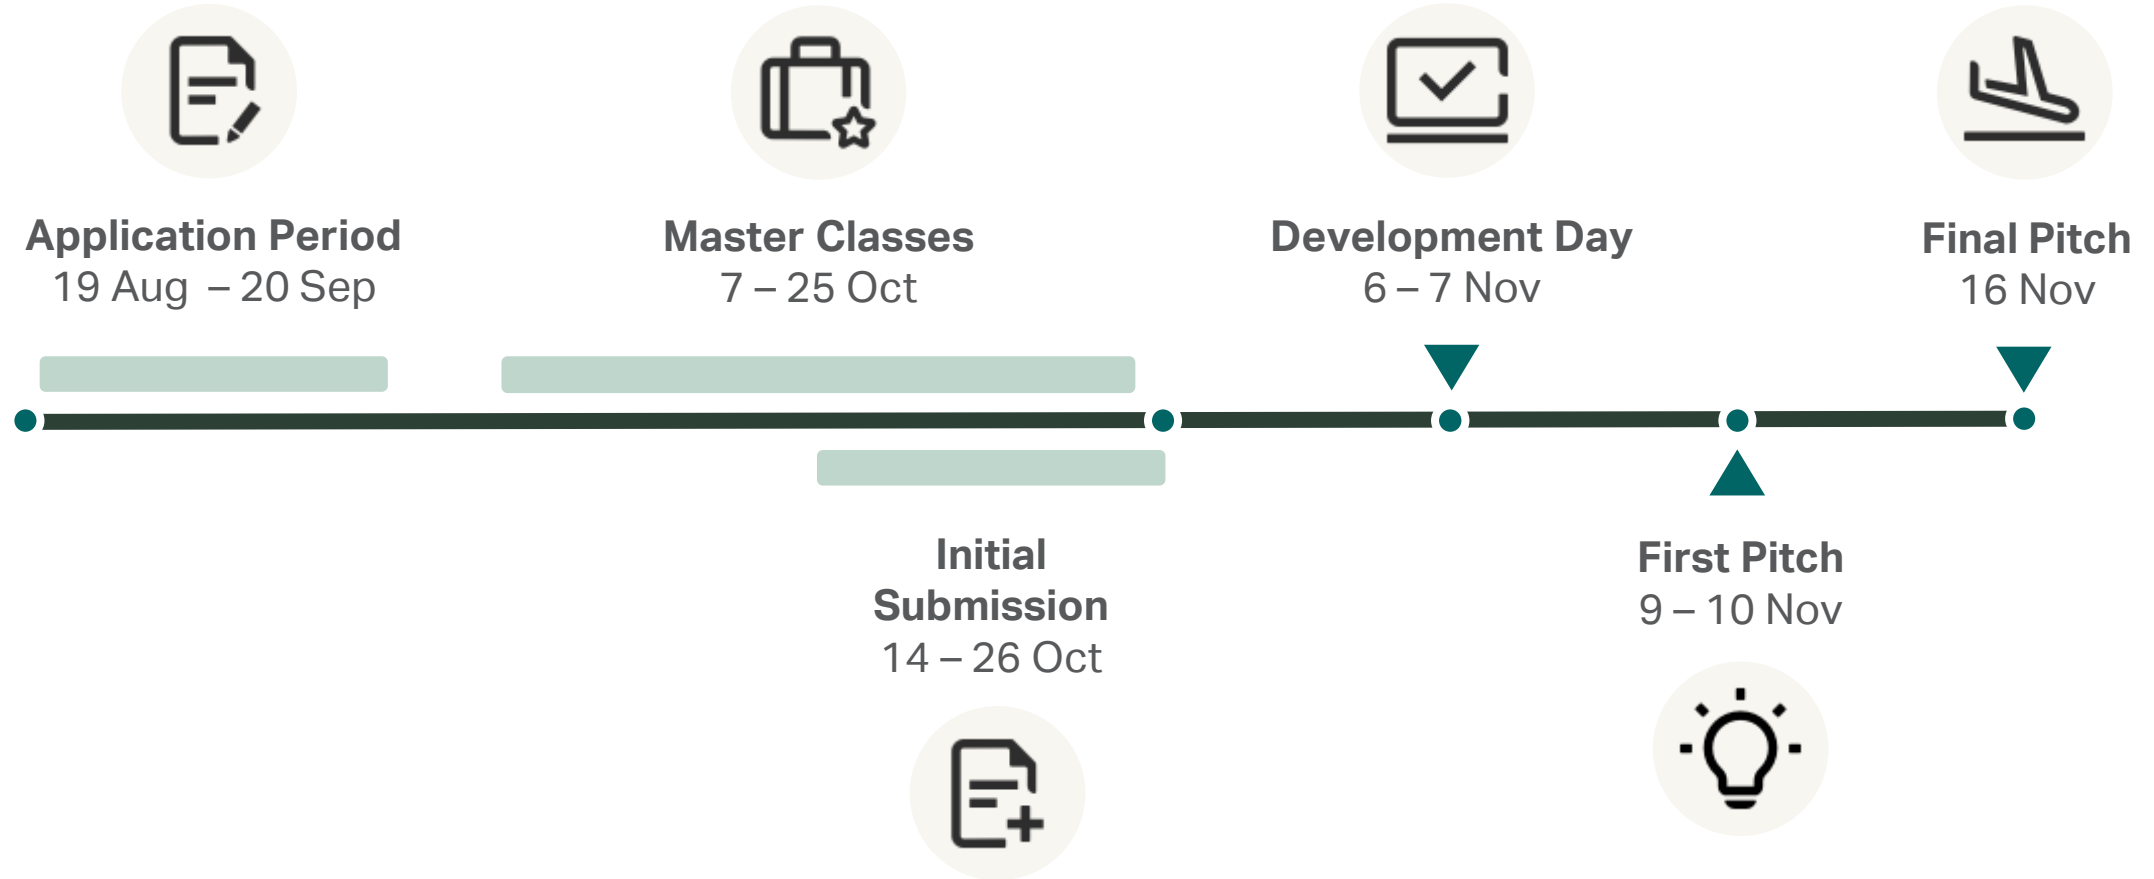 Application Period
19 Aug – 20 Sep
Master Classes
7 – 25 Oct
Development Day
6 – 7 Nov
Final Pitch
16 Nov
Initial
Submission
14 – 26 Oct
First Pitch
9 – 10 Nov